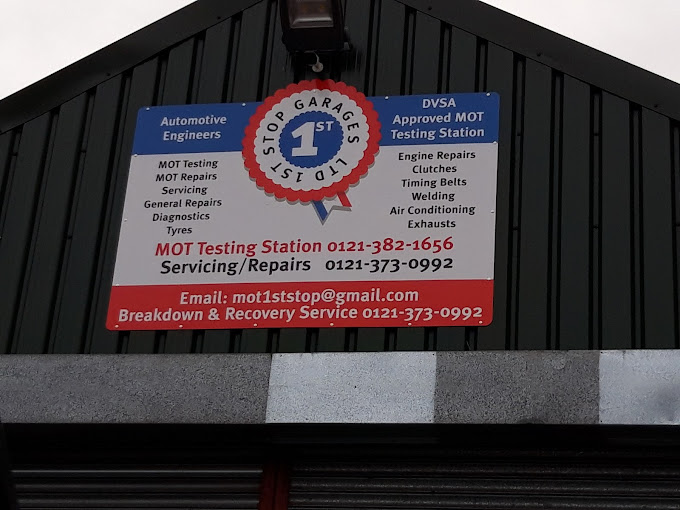 1ST STOP GARAGES LTD
1ST
Automotive
Engineers
MOT Testing
MOT Repairs
Servicing
General Repairs
Diagnostics
Tyres
DVSA
Approved MOT
Testing Station
Engine Repairs
Clutches
Timing Belts
Welding
Air Conditioning
Exhausts
MOT Testing Station 0121-382-1656
Servicing/Repairs 0121-373-0992
Email: mot1ststop@gmail.com
Breakdown & Recovery Service 0121-373-0992